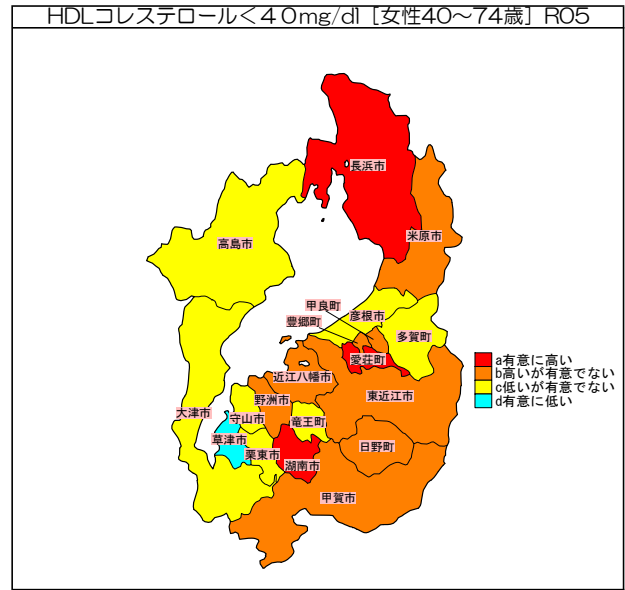 HDLコレステロール＜４０mg/dl［女性40～74歳］R05
長浜市
米原市
高島市
甲良町
彦根市
豊郷町
多賀町
愛荘町
a有意に高い
b高いが有意でない
c低いが有意でない
d有意に低い
近江八幡市
東近江市
野洲市
大津市
守山市
竜王町
草津市
日野町
栗東市
湖南市
甲賀市